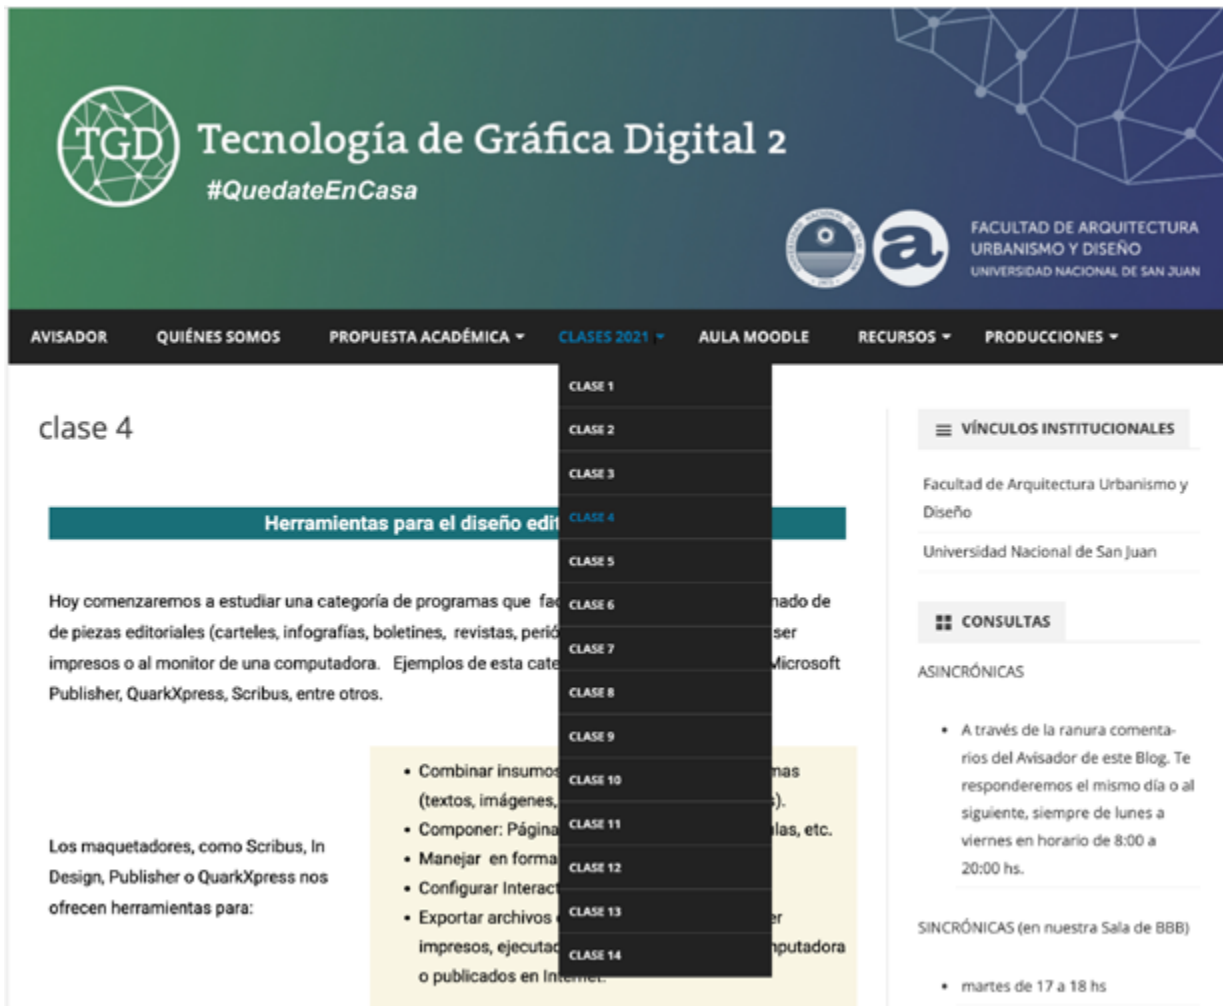 TGD
Tecnología de Gráfica Digital 2
#QuedateEnCasa
a
FACULTAD DE ARQUITECTURA
URBANISMO Y DISEÑO
UNIVERSIDAD NACIONAL DE SAN JUAN
AVISADOR QUIÉNES SOMOS PROPUESTA ACADÉMICA CLASES 2021 AULA MOODLE RECURSOS PRODUCCIONES
CLASE 1
CLASE 2
CLASE 3
CLASE 4
CLASE 5
CLASE 6
CLASE 7
CLASE 8
CLASE 9
CLASE 10
CLASE 11
CLASE 12
CLASE 13
CLASE 14
clase 4
Herramientas para el diseño edit
Hoy comenzaremos a estudiar una categoría de programas que fac nado de
de piezas editoriales (carteles, infografías, boletines, revistas, perió ser
impresos o al monitor de una computadora. Ejemplos de esta cate Microsoft
Publisher, QuarkXpress, Scribus, entre otros.
Los maquetadores, como Scribus, In
Design, Publisher o QuarkXpress nos
ofrecen herramientas para:
• Combinar insumos mas
(textos, imágenes, s).
• Componer: Página las, etc.
• Manejar en forma
• Configurar Interact
• Exportar archivos er
impresos, ejecutad nputadora
o publicados en Internet.
VÍNCULOS INSTITUCIONALES
Facultad de Arquitectura Urbanismo y
Diseño
Universidad Nacional de San Juan
CONSULTAS
ASINCRÓNICAS
• A través de la ranura comenta-
rios del Avisador de este Blog. Te
responderemos el mismo día o al
siguiente, siempre de lunes a
viernes en horario de 8:00 a
20:00 hs.
SINCRÓNICAS (en nuestra Sala de BBB)
• martes de 17 a 18 hs